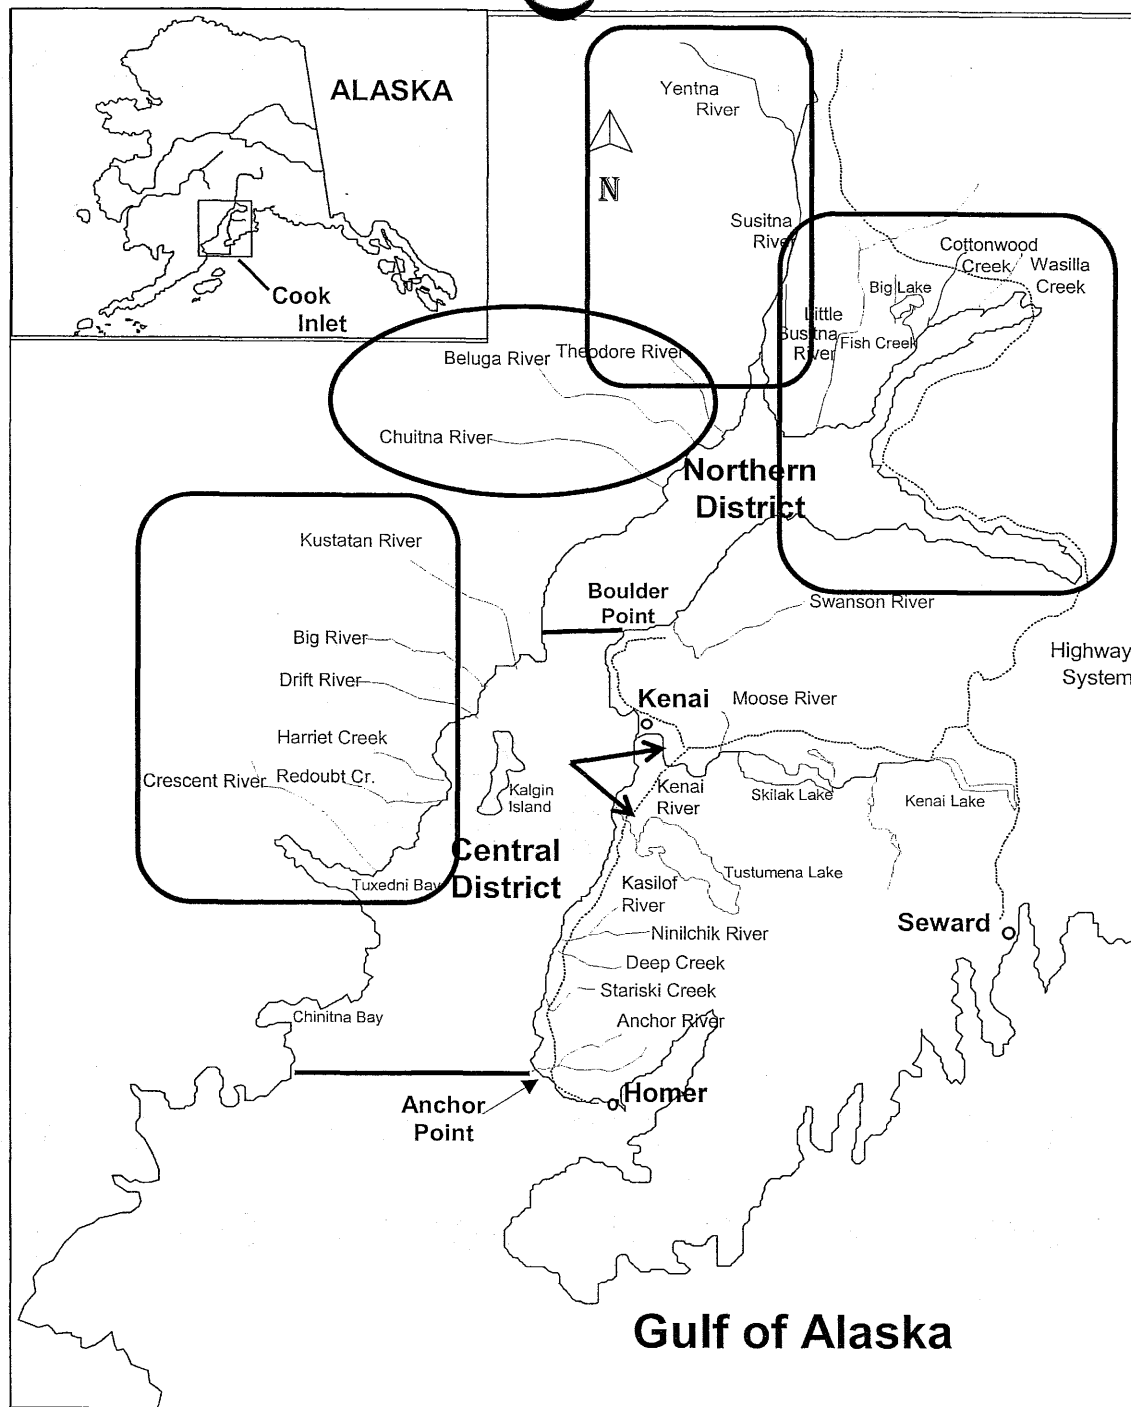 ALASKA
Cook
Inlet
Yentna
River
N
Susitna
River
Cottonwood
Creek
Wasilla
Creek
Big Lake
Little
Susitna
River
Fish Creek
Beluga River
Theodore River
Chuitna River
Northern
District
Kustatan River
Boulder
Point
Swanson River
Big River
Drift River
Highway
System
Kenai
Moose River
Harriet Creek
Crescent River
Redoubt Cr.
Kalgin
Island
Kenai
River
Skilak Lake
Kenai Lake
Central
District
Tuxedni Bay
Tustumena Lake
Kasilof
River
Seward
Ninilchik River
Deep Creek
Stariski Creek
Chinitna Bay
Anchor River
Anchor
Point
Homer
Gulf of Alaska